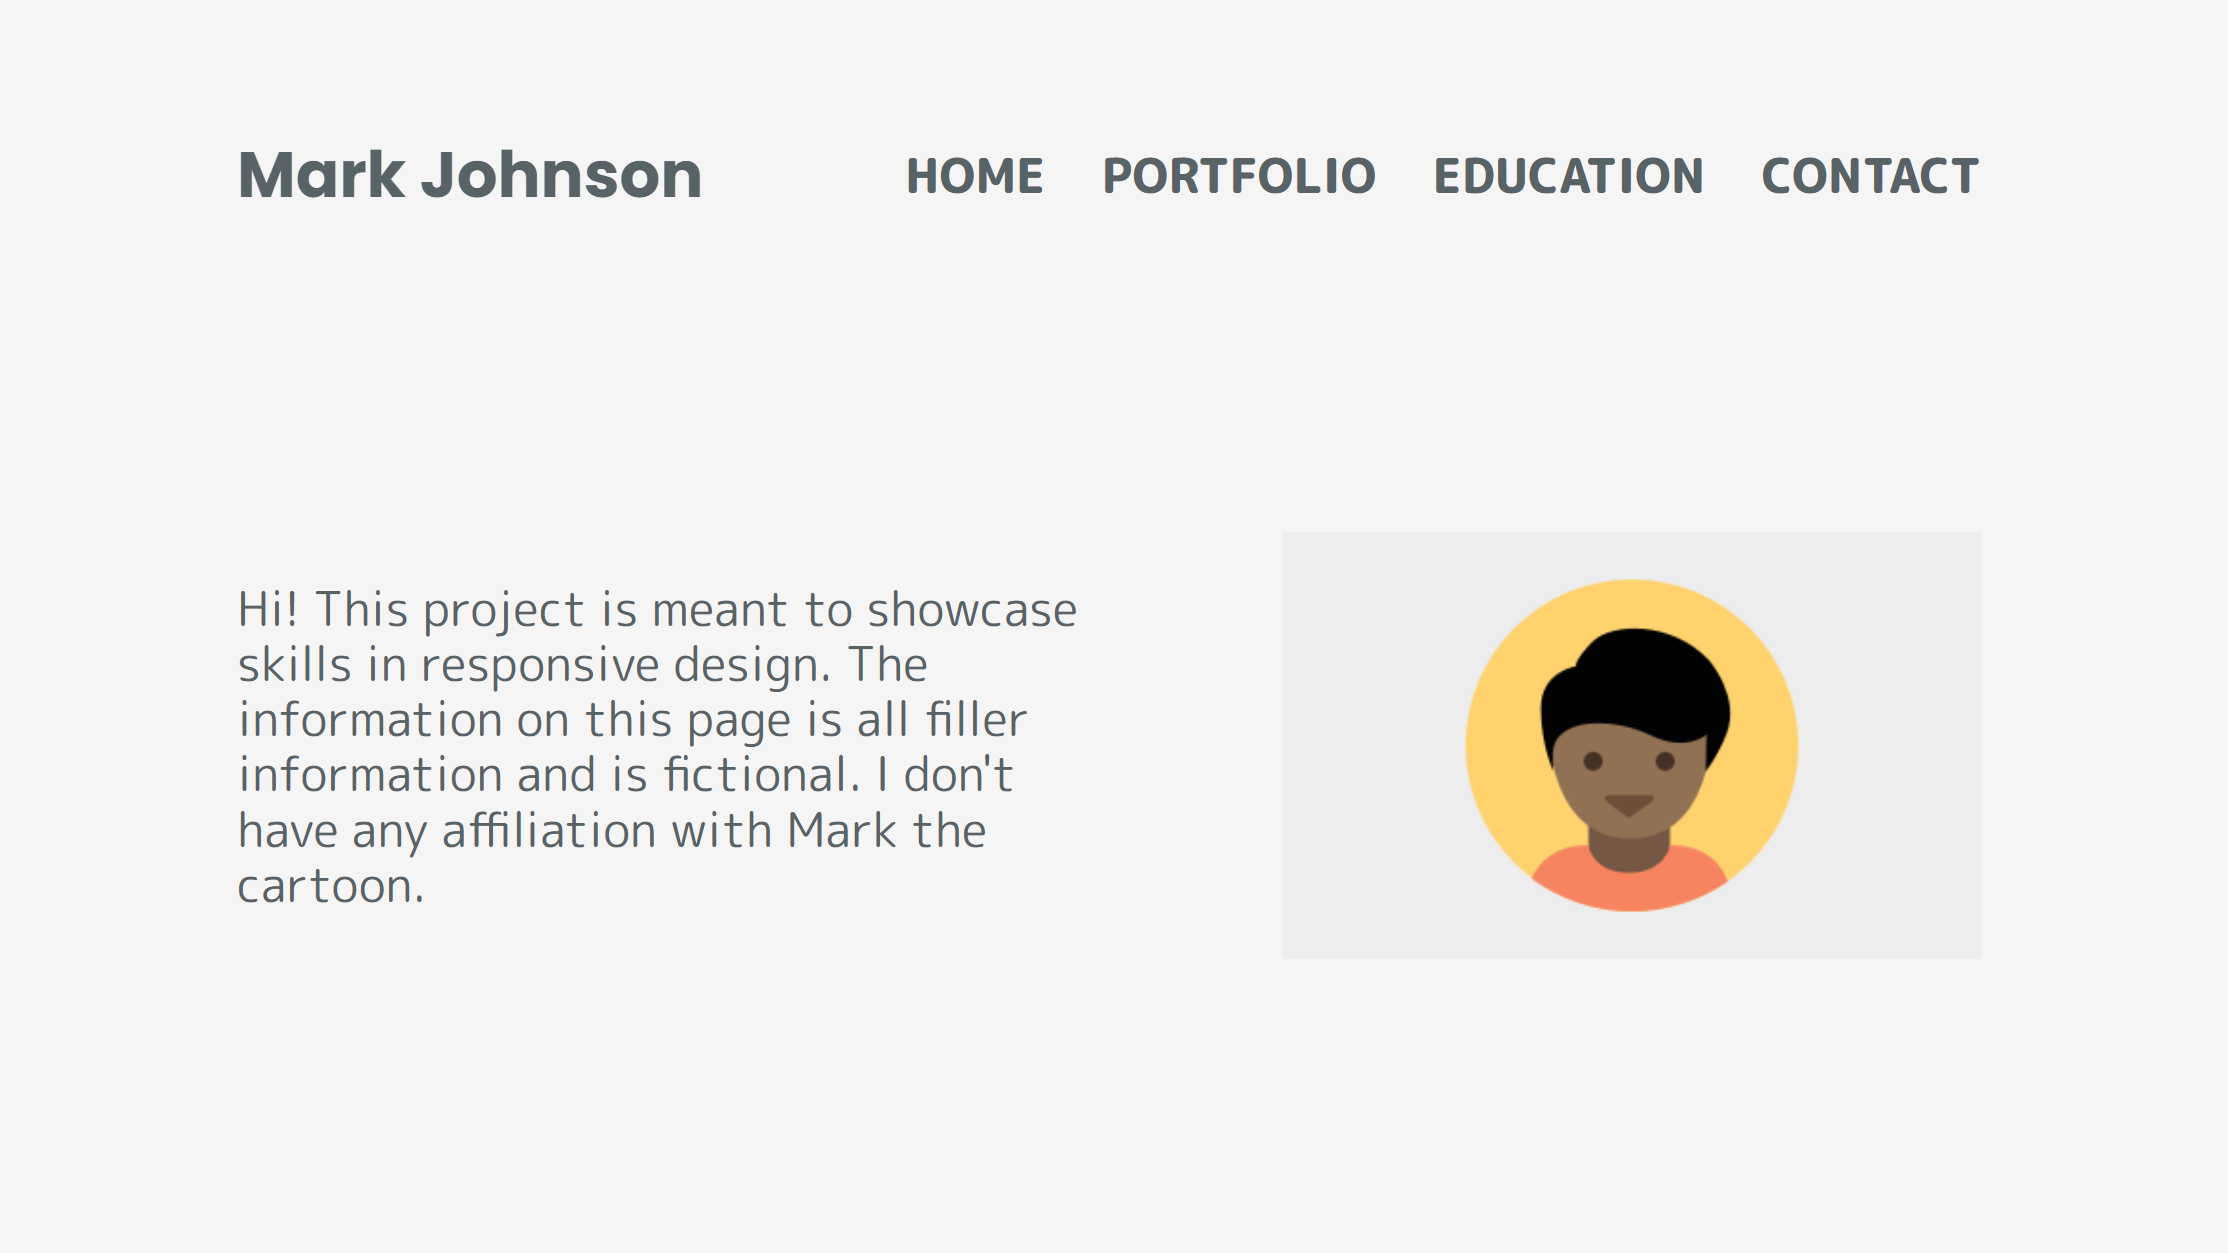 Mark Johnson
HOME PORTFOLIO EDUCATION CONTACT
Hi! This project is meant to showcase
skills in responsive design. The
information on this page is all filler
information and is fictional. I don't
have any affiliation with Mark the
cartoon.